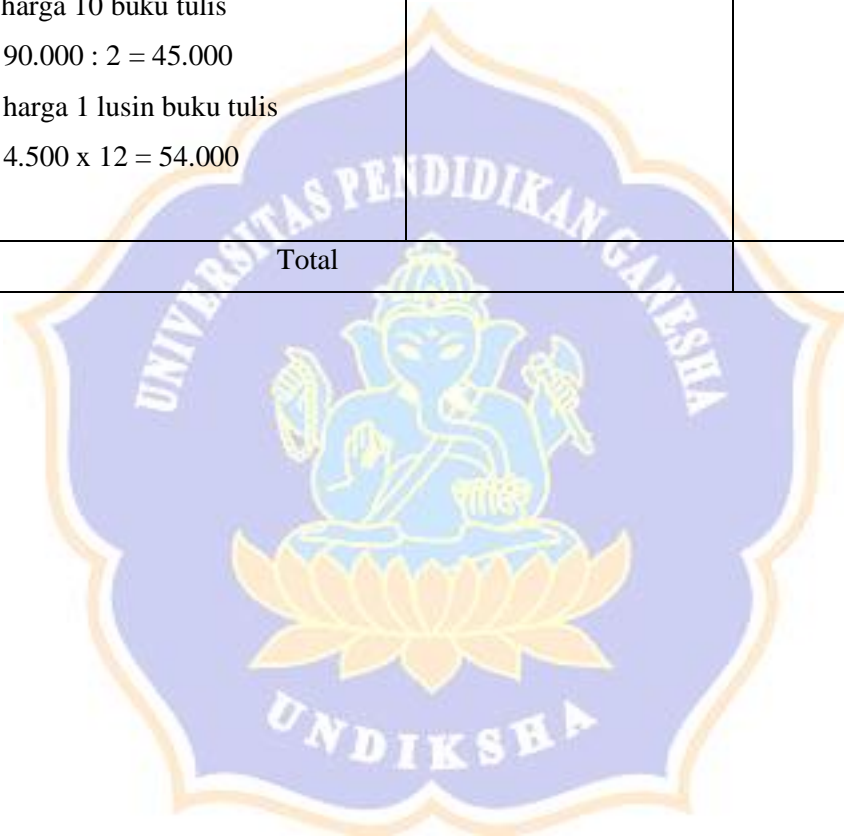 harga 10 buku tulis
90.000 : 2 = 45.000
harga 1 lusin buku tulis
4.500 x 12 = 54.000
Total
UNIVERSITAS PENDIDIKAN GANESHA
UNDIKSHA